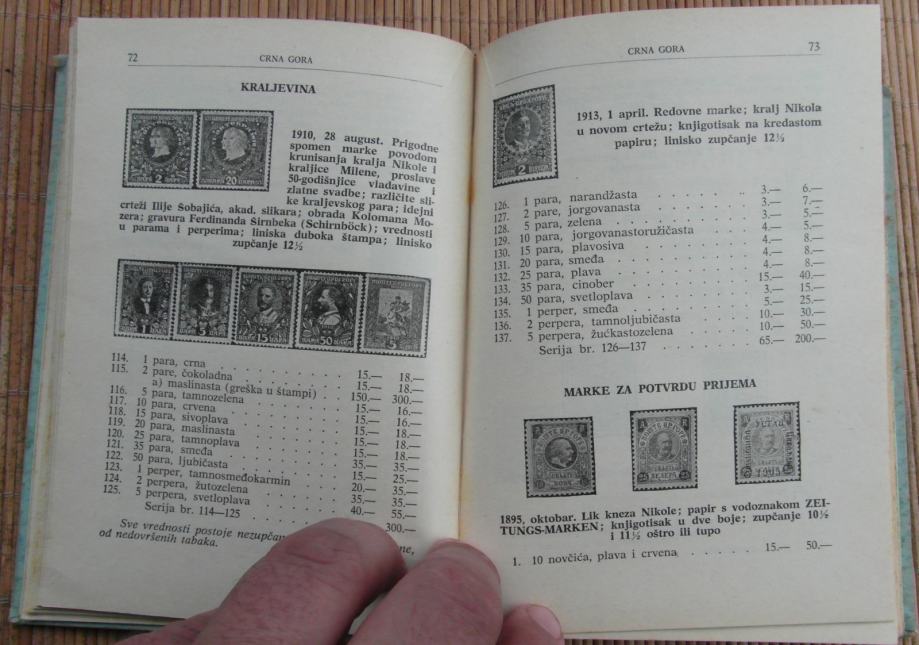 72
CRNA GORA
KRALJEVINA
1910, 28 august. Prigodne
spomen marke povodom
krunisanja kralja Nikole i
kraljice Milene, proslave
50-godišnjice vladavine i
zlatne svadbe; različite sli-
ke kraljevskog para; idejni
crteži Ilije Šobajića, akad. slikara; obrada Kolomana Mo-
zera; gravura Ferdinanda Širnbeka (Schirnböck); vrednosti
u parama i perperima; liniska duboka štampa; linisko
zupčanje 12½
114. 1 para, crna 15.— 18.—
115. 2 pare, čokoladna 15.— 18.—
a) maslinasta (greška u štampi) 150.— 300.—
116. 5 para, tamnozelena 15.— 16.—
117. 10 para, crvena 15.— 16.—
118. 15 para, sivoplava 15.— 18.—
119. 20 para, maslinasta 15.— 18.—
120. 25 para, tamnoplava 15.— 18.—
121. 35 para, smeđa 15.— 18.—
122. 50 para, ljubičasta 35.— 25.—
123. 1 perper, tamnosmeđokarmin 15.— 35.—
124. 2 perpera, žutozelena 20.— 35.—
125. 5 perpera, svetloplava 35.— 35.—
Serija br. 114—125 40.— 55.—
300.—
Sve vrednosti postoje nezupčan
od nedovršenih tabaka.
CRNA GORA
73
1913, 1 april. Redovne marke; kralj Nikola
u novom crtežu; knjigotisak na kredastom
papiru; linisko zupčanje 12½
126. 1 para, narandžasta 3.— 6.—
127. 2 pare, jorgovanasta 3.— 7.—
128. 5 para, zelena 3.— 5.—
129. 10 para, jorgovanastoružičasta 4.— 5.—
130. 15 para, plavosiva 4.— 8.—
131. 20 para, smeđa 4.— 8.—
132. 25 para, plava 4.— 8.—
133. 35 para, cinober 15.— 40.—
134. 50 para, svetloplava 3.— 15.—
135. 1 perper, smeđa 5.— 25.—
136. 2 perpera, tamnoljubičasta 10.— 30.—
137. 5 perpera, žućkastozelena 10.— 50.—
Serija br. 126—137 65.— 200.—
MARKE ZA POTVRDU PRIJEMA
1895, oktobar. Lik kneza Nikole; papir s vodoznakom ZEI-
TUNGS-MARKEN; knjigotisak u dve boje; zupčanje 10½
i 11½ oštro ili tupo
1. 10 novčića, plava i crvena 15.— 50.—